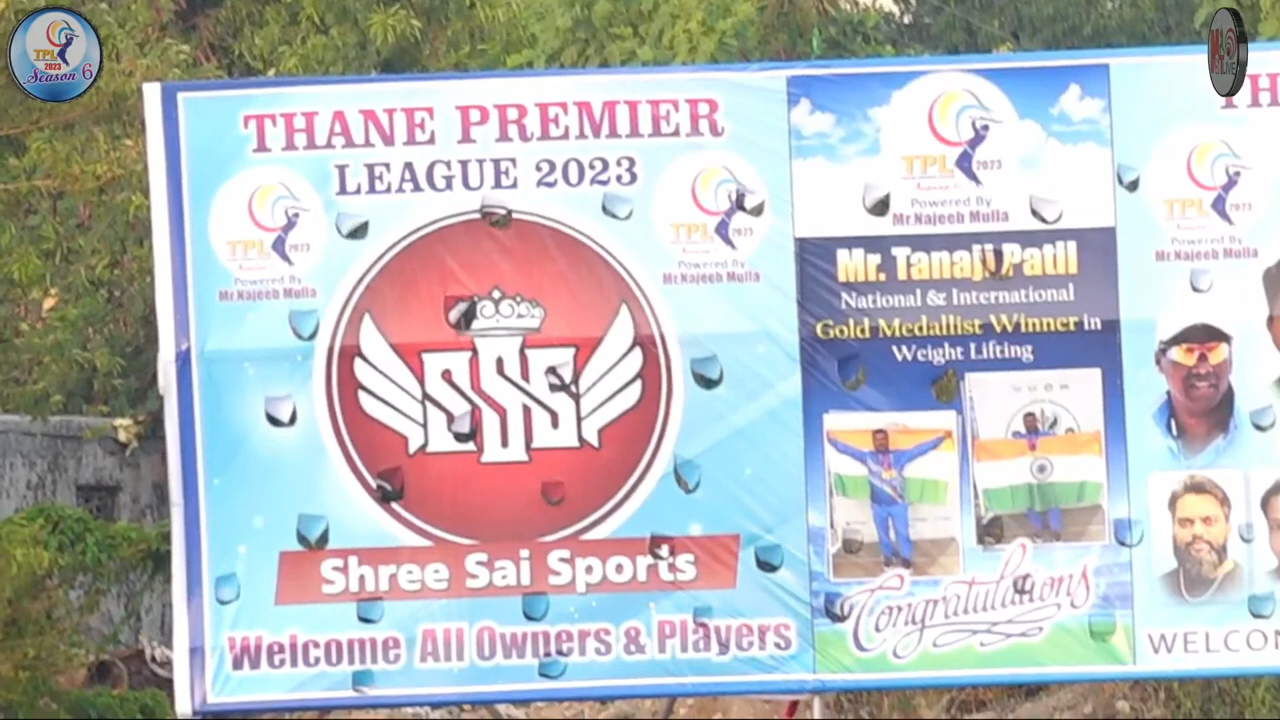 TPL
2023
Season 6
LIVE
THANE PREMIER
LEAGUE 2023
TPL 2023
Powered By
Mr.Najeeb Mulla
TPL 2023
Powered By
Mr.Najeeb Mulla
SSS
Shree Sai Sports
Welcome All Owners & Players
TPL 2023
Powered By
Mr.Najeeb Mulla
Mr. Tanaji Patil
National & International
Gold Medallist Winner in
Weight Lifting
Congratulations
TH
TPL 2023
Powered By
Mr.Najeeb Mulla
WELCO